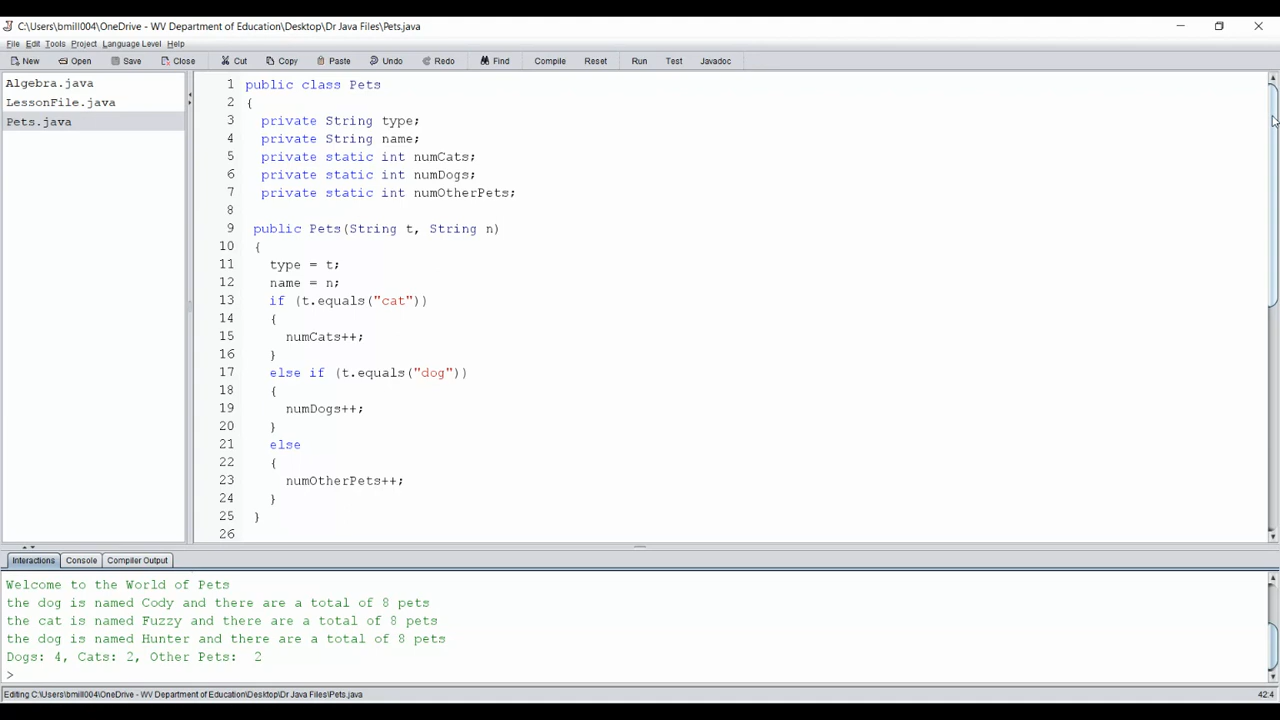 C:\Users\bmill004\OneDrive - WV Department of Education\Desktop\Dr Java Files\Pets.java
File Edit Tools Project Language Level Help
New Open Save Close Cut Copy Paste Undo Redo Find Compile Reset Run Test Javadoc
Algebra.java
LessonFile.java
Pets.java
1 public class Pets
2 {
3   private String type;
4   private String name;
5   private static int numCats;
6   private static int numDogs;
7   private static int numOtherPets;
8
9  public Pets(String t, String n)
10  {
11    type = t;
12    name = n;
13    if (t.equals("cat"))
14    {
15      numCats++;
16    }
17    else if (t.equals("dog"))
18    {
19      numDogs++;
20    }
21    else
22    {
23      numOtherPets++;
24    }
25  }
26
Interactions Console Compiler Output
Welcome to the World of Pets
the dog is named Cody and there are a total of 8 pets
the cat is named Fuzzy and there are a total of 8 pets
the dog is named Hunter and there are a total of 8 pets
Dogs: 4, Cats: 2, Other Pets:  2
>
Editing C:\Users\bmill004\OneDrive - WV Department of Education\Desktop\Dr Java Files\Pets.java 42:4